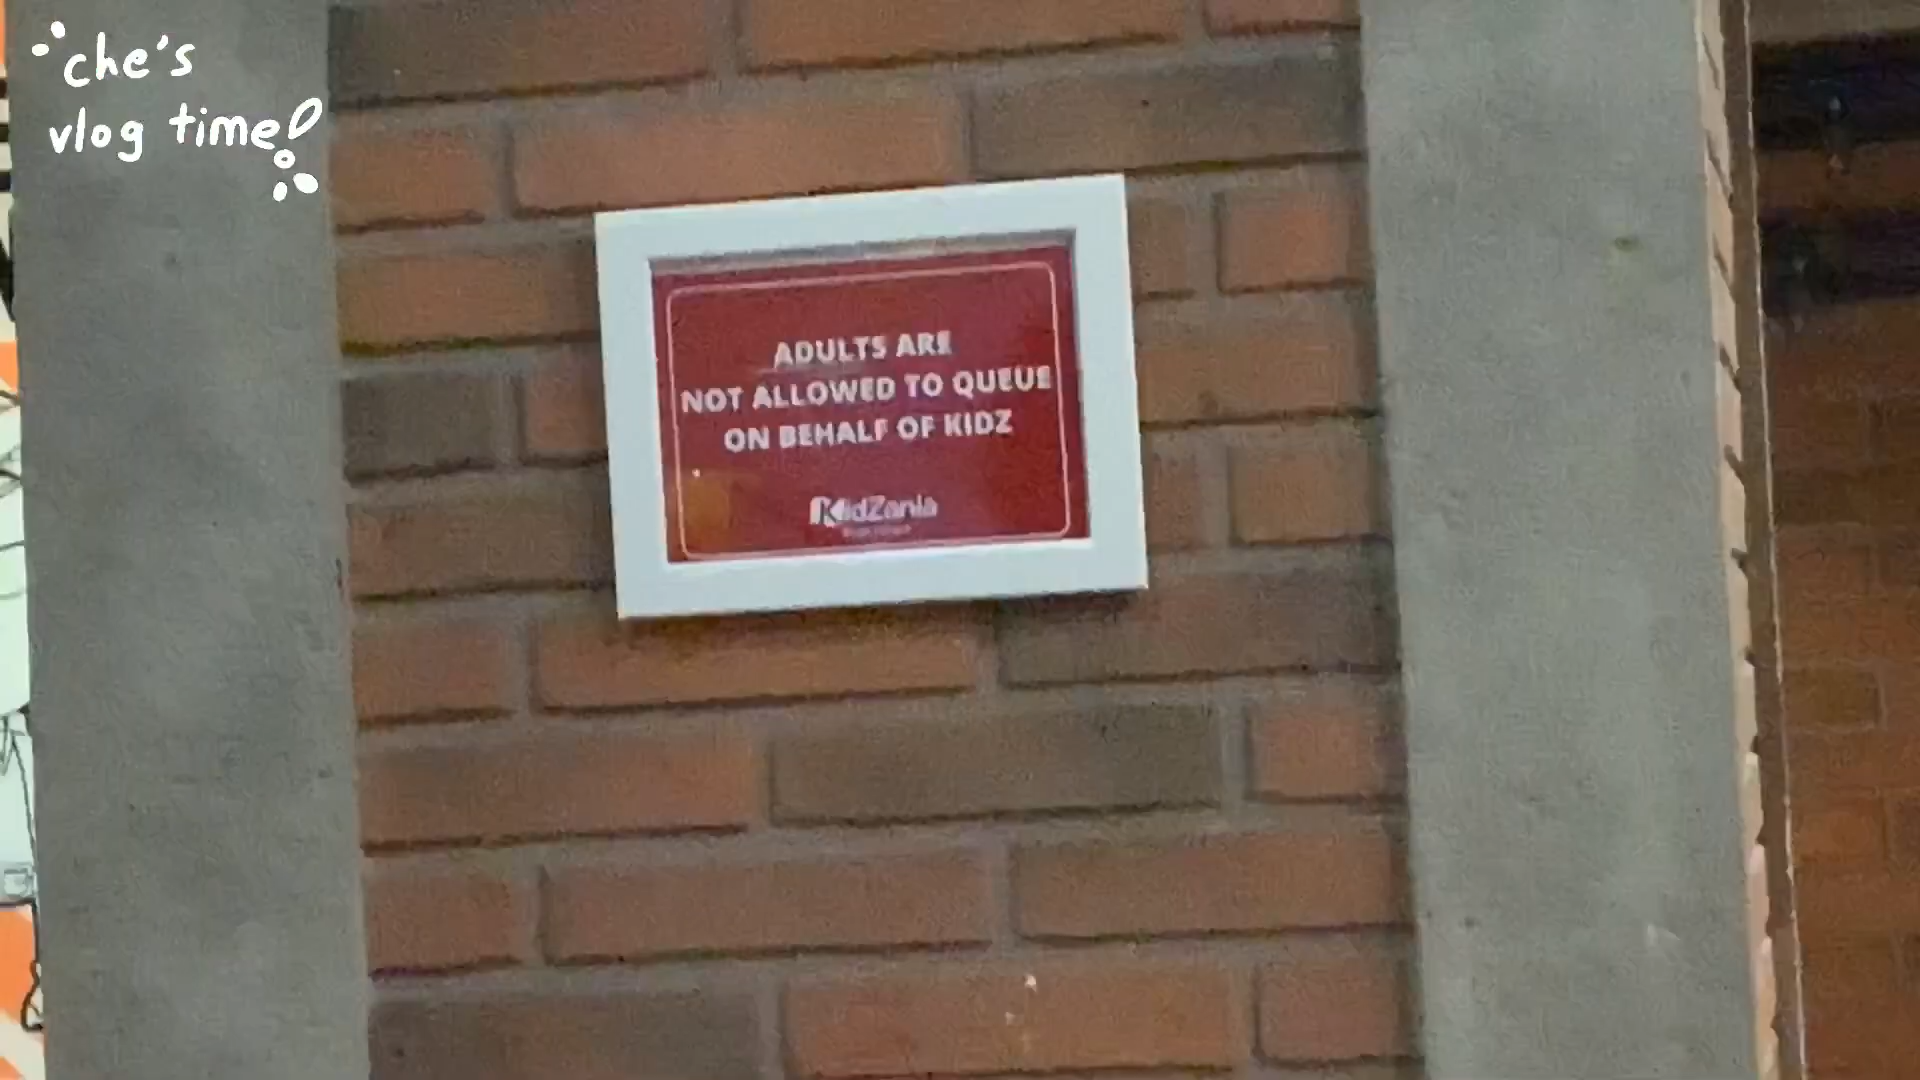 che's
vlog time!
ADULTS ARE
NOT ALLOWED TO QUEUE
ON BEHALF OF KIDZ
KidZania